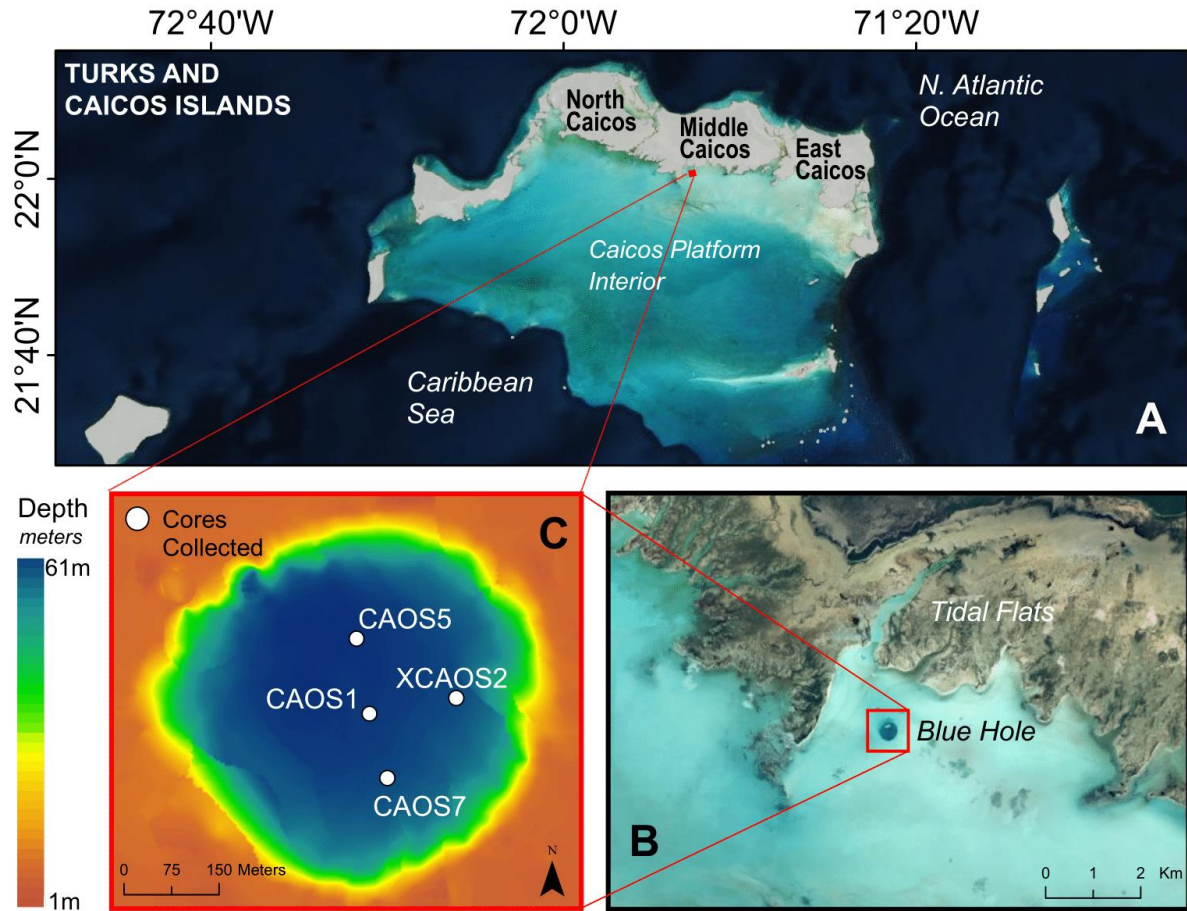 72°40'W
72°0'W
71°20'W
TURKS AND
CAICOS ISLANDS
N. Atlantic
Ocean
North
Caicos
Middle
Caicos
East
Caicos
22°0'N
Caicos Platform
Interior
21°40'N
Caribbean
Sea
A
Depth
meters
61m
1m
Cores
Collected
C
CAOS5
XCAOS2
CAOS1
CAOS7
0 75 150 Meters
N
Tidal Flats
Blue Hole
B
0 1 2
Km